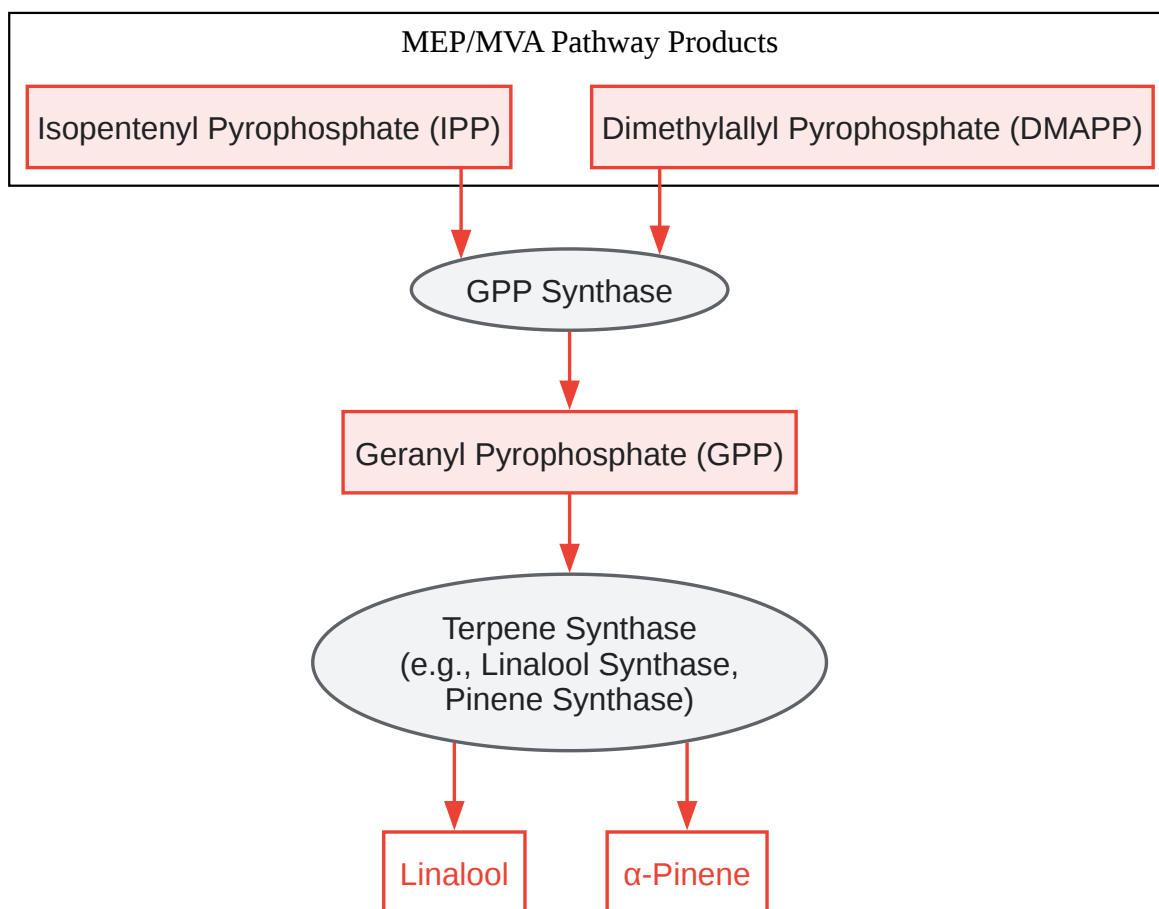 MEP/MVA Pathway Products
Isopentenyl Pyrophosphate (IPP)
Dimethylallyl Pyrophosphate (DMAPP)
GPP Synthase
Geranyl Pyrophosphate (GPP)
Terpene Synthase
(e.g., Linalool Synthase,
Pinene Synthase)
Linalool
α-Pinene